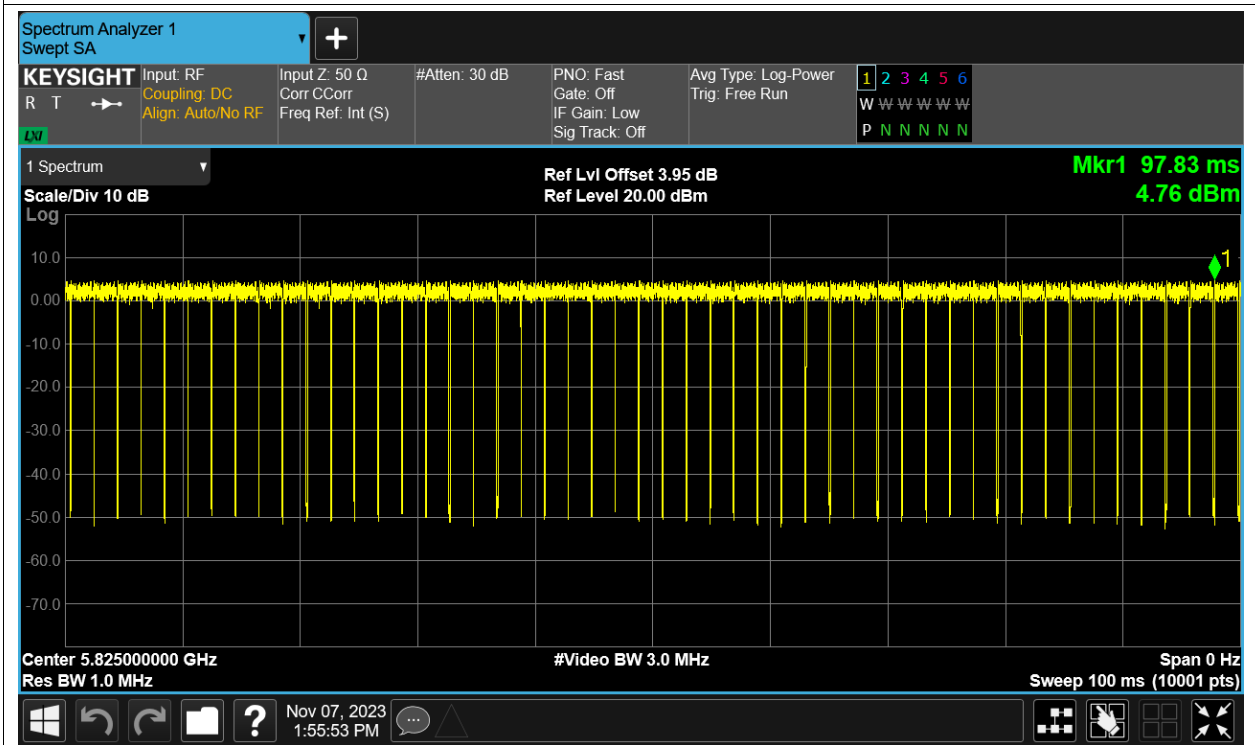 Spectrum Analyzer 1
Swept SA
KEYSIGHT
R T
LXI
Input: RF
Coupling: DC
Align: Auto/No RF
Input Z: 50 Ω
Corr CCorr
Freq Ref: Int (S)
#Atten: 30 dB
PNO: Fast
Gate: Off
IF Gain: Low
Sig Track: Off
Avg Type: Log-Power
Trig: Free Run
1 2 3 4 5 6
W W W W W W
P N N N N N
1 Spectrum
Scale/Div 10 dB
Ref Lvl Offset 3.95 dB
Ref Level 20.00 dBm
Mkr1 97.83 ms
4.76 dBm
Log
10.0
0.00
-10.0
-20.0
-30.0
-40.0
-50.0
-60.0
-70.0
1
Center 5.825000000 GHz
Res BW 1.0 MHz
#Video BW 3.0 MHz
Span 0 Hz
Sweep 100 ms (10001 pts)
?
Nov 07, 2023
1:55:53 PM